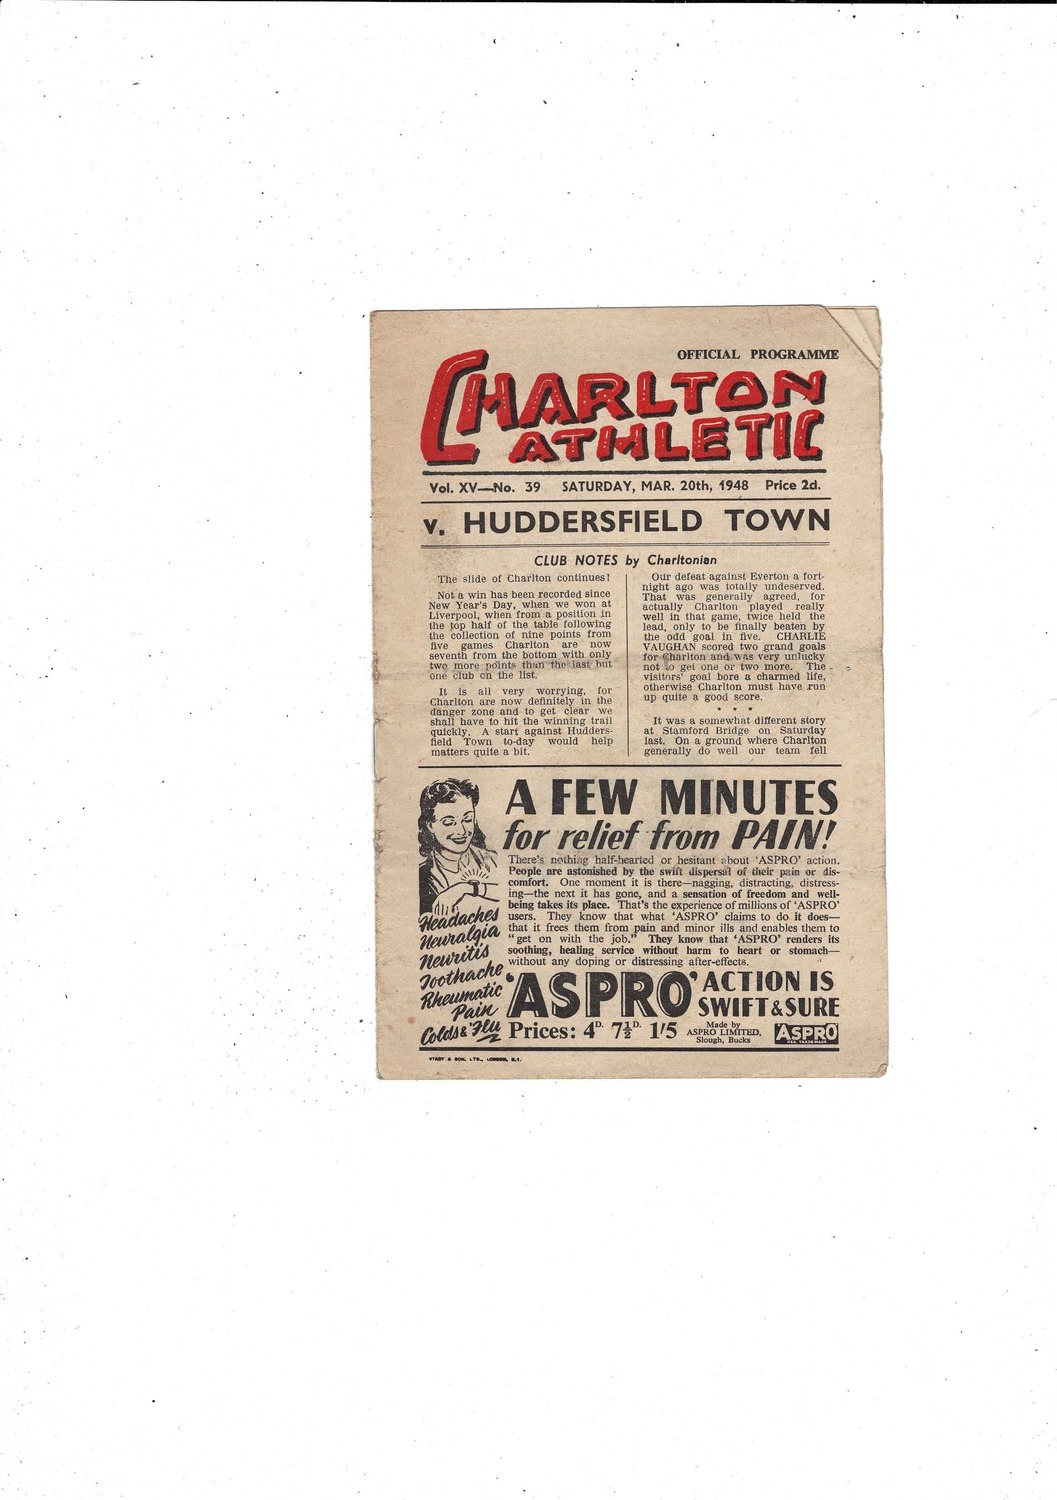 OFFICIAL PROGRAMME
CHARLTON
ATHLETIC
Vol. XV—No. 39 SATURDAY, MAR. 20th, 1948 Price 2d.
v. HUDDERSFIELD TOWN
CLUB NOTES by Charltonian
The slide of Charlton continues!
Not a win has been recorded since
New Year's Day, when we won at
Liverpool, when from a position in
the top half of the table following
the collection of nine points from
five games Charlton are now
seventh from the bottom with only
two more points than the last but
one club on the list.
It is all very worrying, for
Charlton are now definitely in the
danger zone and to get clear we
shall have to hit the winning trail
quickly. A start against Hudders-
field Town to-day would help
matters quite a bit.
Our defeat against Everton a fort-
night ago was totally undeserved.
That was generally agreed, for
actually Charlton played really
well in that game, twice held the
lead, only to be finally beaten by
the odd goal in five. CHARLIE
VAUGHAN scored two grand goals
for Charlton and was very unlucky
not to get one or two more. The
visitors' goal bore a charmed life,
otherwise Charlton must have run
up quite a good score.
* * *
It was a somewhat different story
at Stamford Bridge on Saturday
last. On a ground where Charlton
generally do well our team fell
A FEW MINUTES
for relief from PAIN!
There's nothing half-hearted or hesitant about 'ASPRO' action.
People are astonished by the swift dispersal of their pain or dis-
comfort. One moment it is there—nagging, distracting, distress-
ing—the next it has gone, and a sensation of freedom and well-
being takes its place. That's the experience of millions of 'ASPRO'
users. They know that what 'ASPRO' claims to do it does—
that it frees them from pain and minor ills and enables them to
"get on with the job." They know that 'ASPRO' renders its
soothing, healing service without harm to heart or stomach—
without any doping or distressing after-effects.
Headaches
Neuralgia
Neuritis
Toothache
Rheumatic
Pain
Colds & 'Flu
'ASPRO' ACTION IS
SWIFT & SURE
Prices: 4D. 7½D. 1/5
Made by
ASPRO LIMITED,
Slough, Bucks
ASPRO
REG. TRADE MARK
& SON, LTD., LONDON, S.1.